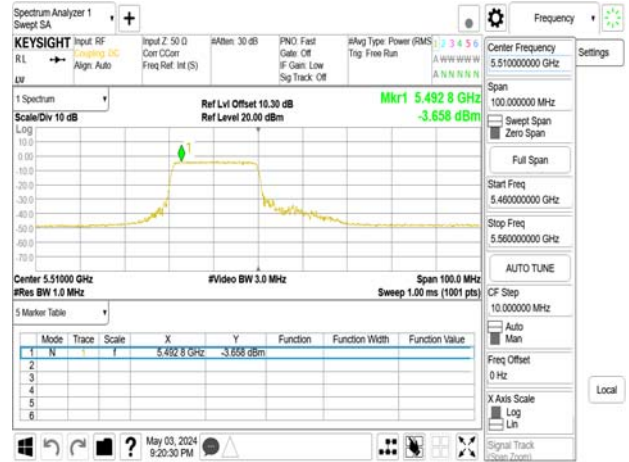 Spectrum Analyzer 1
Swept SA
Frequency
KEYSIGHT
Input: RF
Coupling: DC
Align: Auto
RL
Input Z: 50 Ω
Corr CCorr
Freq Ref: Int (S)
#Atten: 30 dB
PNO: Fast
Gate: Off
IF Gain: Low
Sig Track: Off
#Avg Type: Power (RMS
Trig: Free Run
1 2 3 4 5 6
A W W W W W
A N N N N N
1 Spectrum
Scale/Div 10 dB
Ref Lvl Offset 10.30 dB
Ref Level 20.00 dBm
Mkr1 5.492 8 GHz
-3.658 dBm
Log
10.0
0.00
-10.0
-20.0
-30.0
-40.0
-50.0
-60.0
-70.0
1
Center 5.51000 GHz
#Res BW 1.0 MHz
#Video BW 3.0 MHz
Span 100.0 MHz
Sweep 1.00 ms (1001 pts)
5 Marker Table
Mode Trace Scale X Y Function Function Width Function Value
1 N 1 f 5.492 8 GHz -3.658 dBm
2
3
4
5
6
May 03, 2024
9:20:30 PM
Center Frequency
5.510000000 GHz
Settings
Span
100.000000 MHz
Swept Span
Zero Span
Full Span
Start Freq
5.460000000 GHz
Stop Freq
5.560000000 GHz
AUTO TUNE
CF Step
10.000000 MHz
Auto
Man
Freq Offset
0 Hz
X Axis Scale
Log
Lin
Local
Signal Track
(Span Zoom)